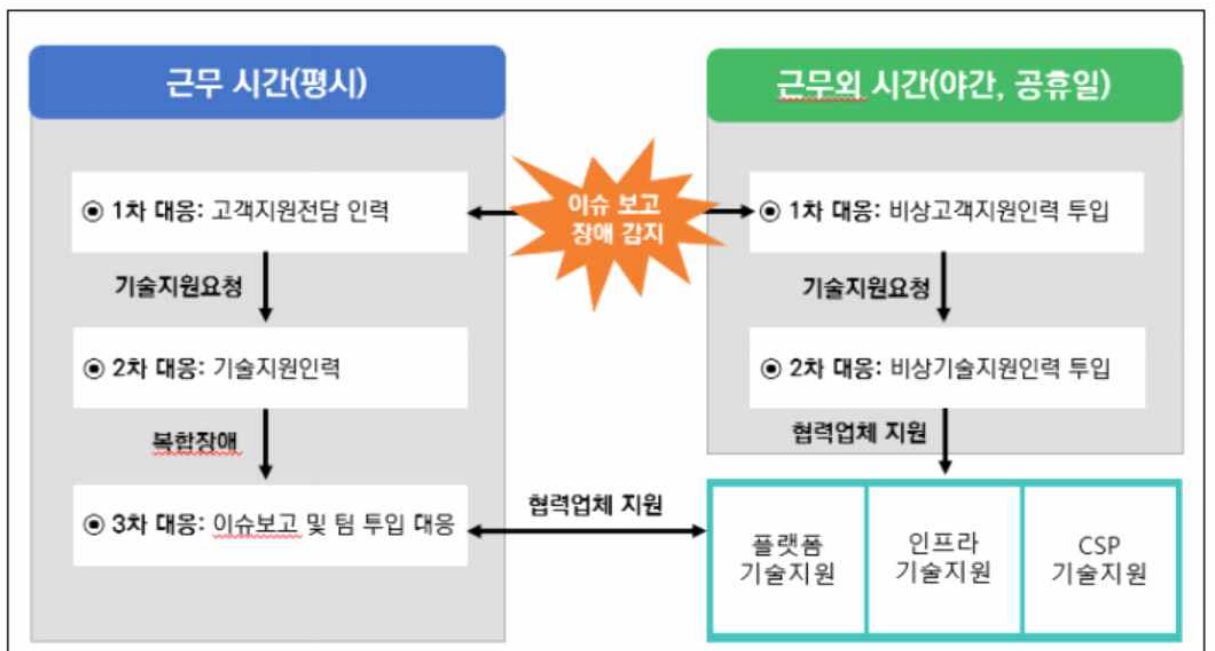 근무 시간(평시)
근무외 시간(야간, 공휴일)
이슈 보고
장애 감지
◉ 1차 대응: 고객지원전담 인력
기술지원요청
◉ 2차 대응: 기술지원인력
복합장애
◉ 3차 대응: 이슈보고 및 팀 투입 대응
◉ 1차 대응: 비상고객지원인력 투입
기술지원요청
◉ 2차 대응: 비상기술지원인력 투입
협력업체 지원
협력업체 지원
플랫폼
기술지원
인프라
기술지원
CSP
기술지원